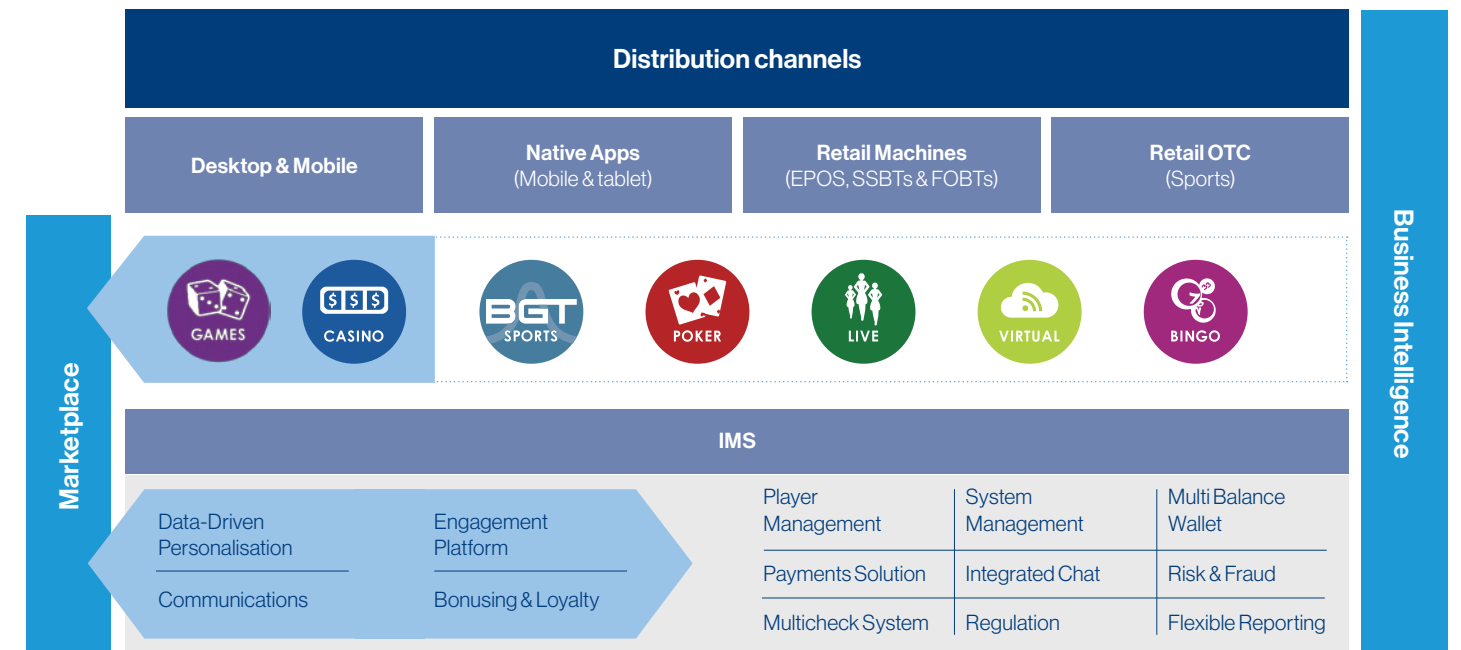 Distribution channels
Desktop & Mobile
Native Apps
(Mobile & tablet)
Retail Machines
(EPOS, SSBTs & FOBTs)
Retail OTC
(Sports)
Marketplace
Business Intelligence
$ $ $
GAMES
CASINO
BGT
SPORTS
POKER
LIVE
VIRTUAL
BINGO
IMS
Data-Driven
Personalisation
Communications
Engagement
Platform
Bonusing & Loyalty
Player
Management
System
Management
Multi Balance
Wallet
Payments Solution
Integrated Chat
Risk & Fraud
Multicheck System
Regulation
Flexible Reporting